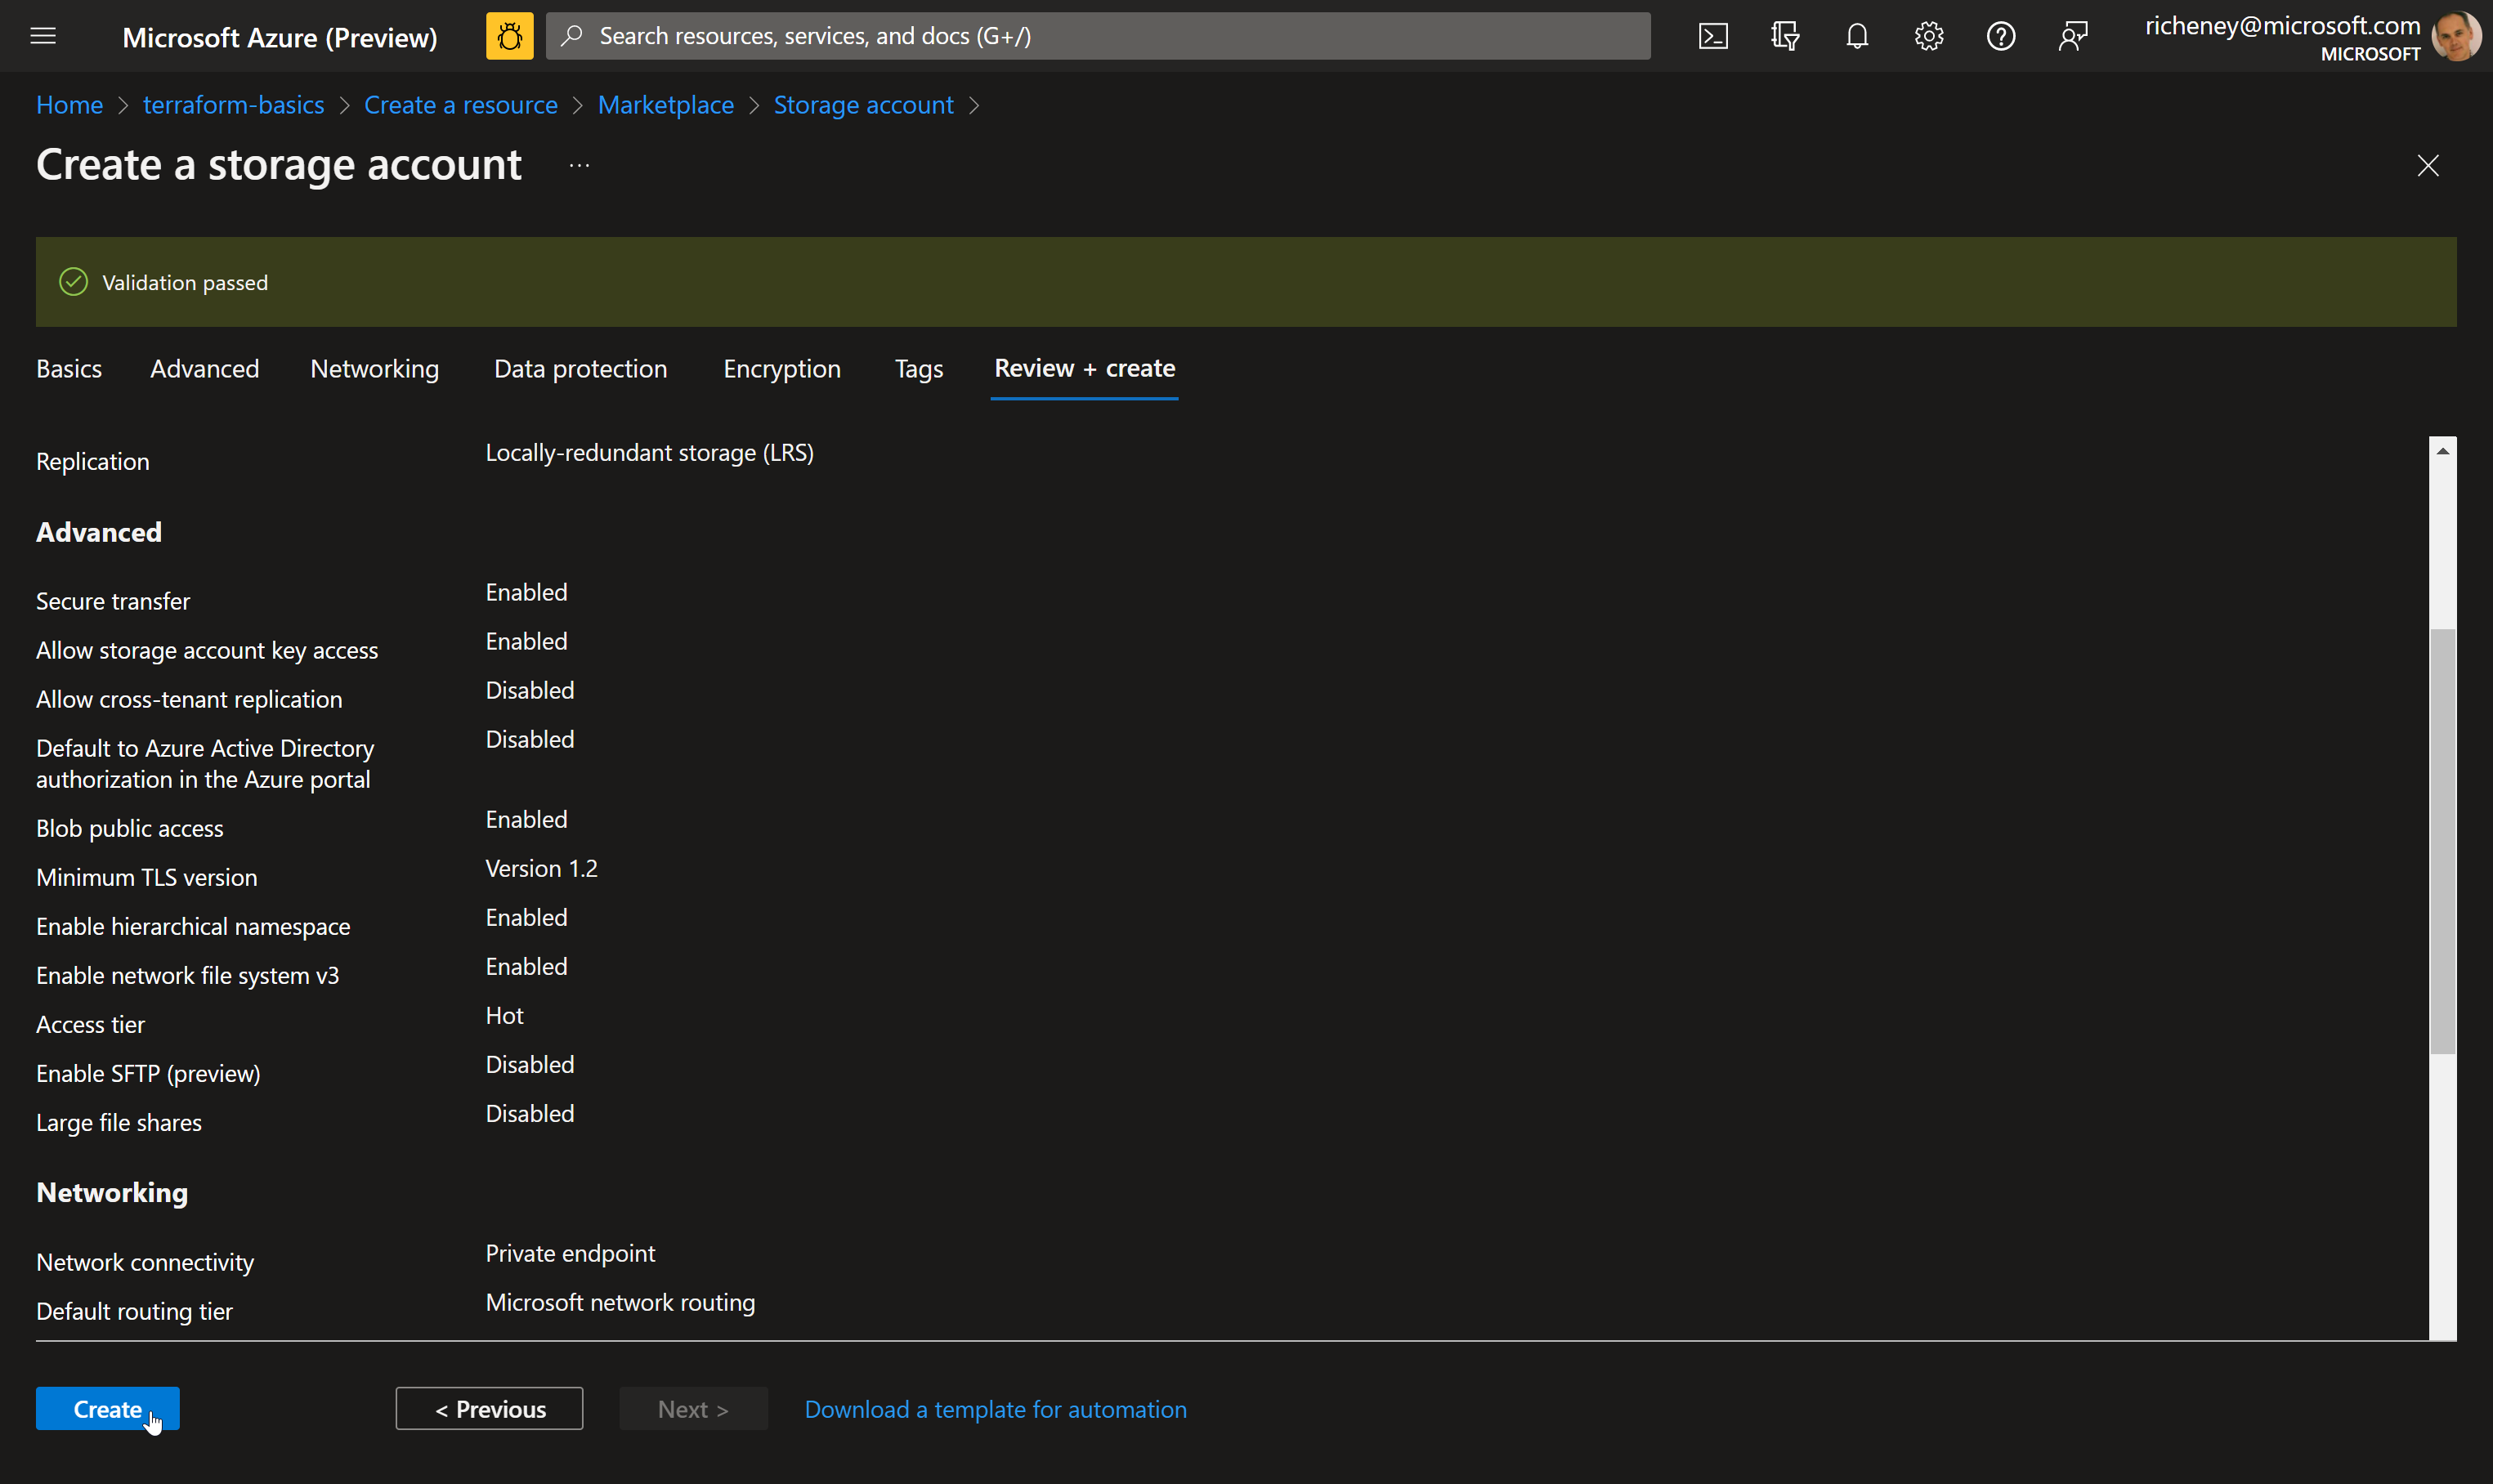 Microsoft Azure (Preview)
Search resources, services, and docs (G+/)
richeney@microsoft.com
MICROSOFT
Home > terraform-basics > Create a resource > Marketplace > Storage account >
Create a storage account ...
Validation passed
Basics Advanced Networking Data protection Encryption Tags Review + create
Replication Locally-redundant storage (LRS)
Advanced
Secure transfer Enabled
Allow storage account key access Enabled
Allow cross-tenant replication Disabled
Default to Azure Active Directory Disabled
authorization in the Azure portal
Blob public access Enabled
Minimum TLS version Version 1.2
Enable hierarchical namespace Enabled
Enable network file system v3 Enabled
Access tier Hot
Enable SFTP (preview) Disabled
Large file shares Disabled
Networking
Network connectivity Private endpoint
Default routing tier Microsoft network routing
Create < Previous Next > Download a template for automation